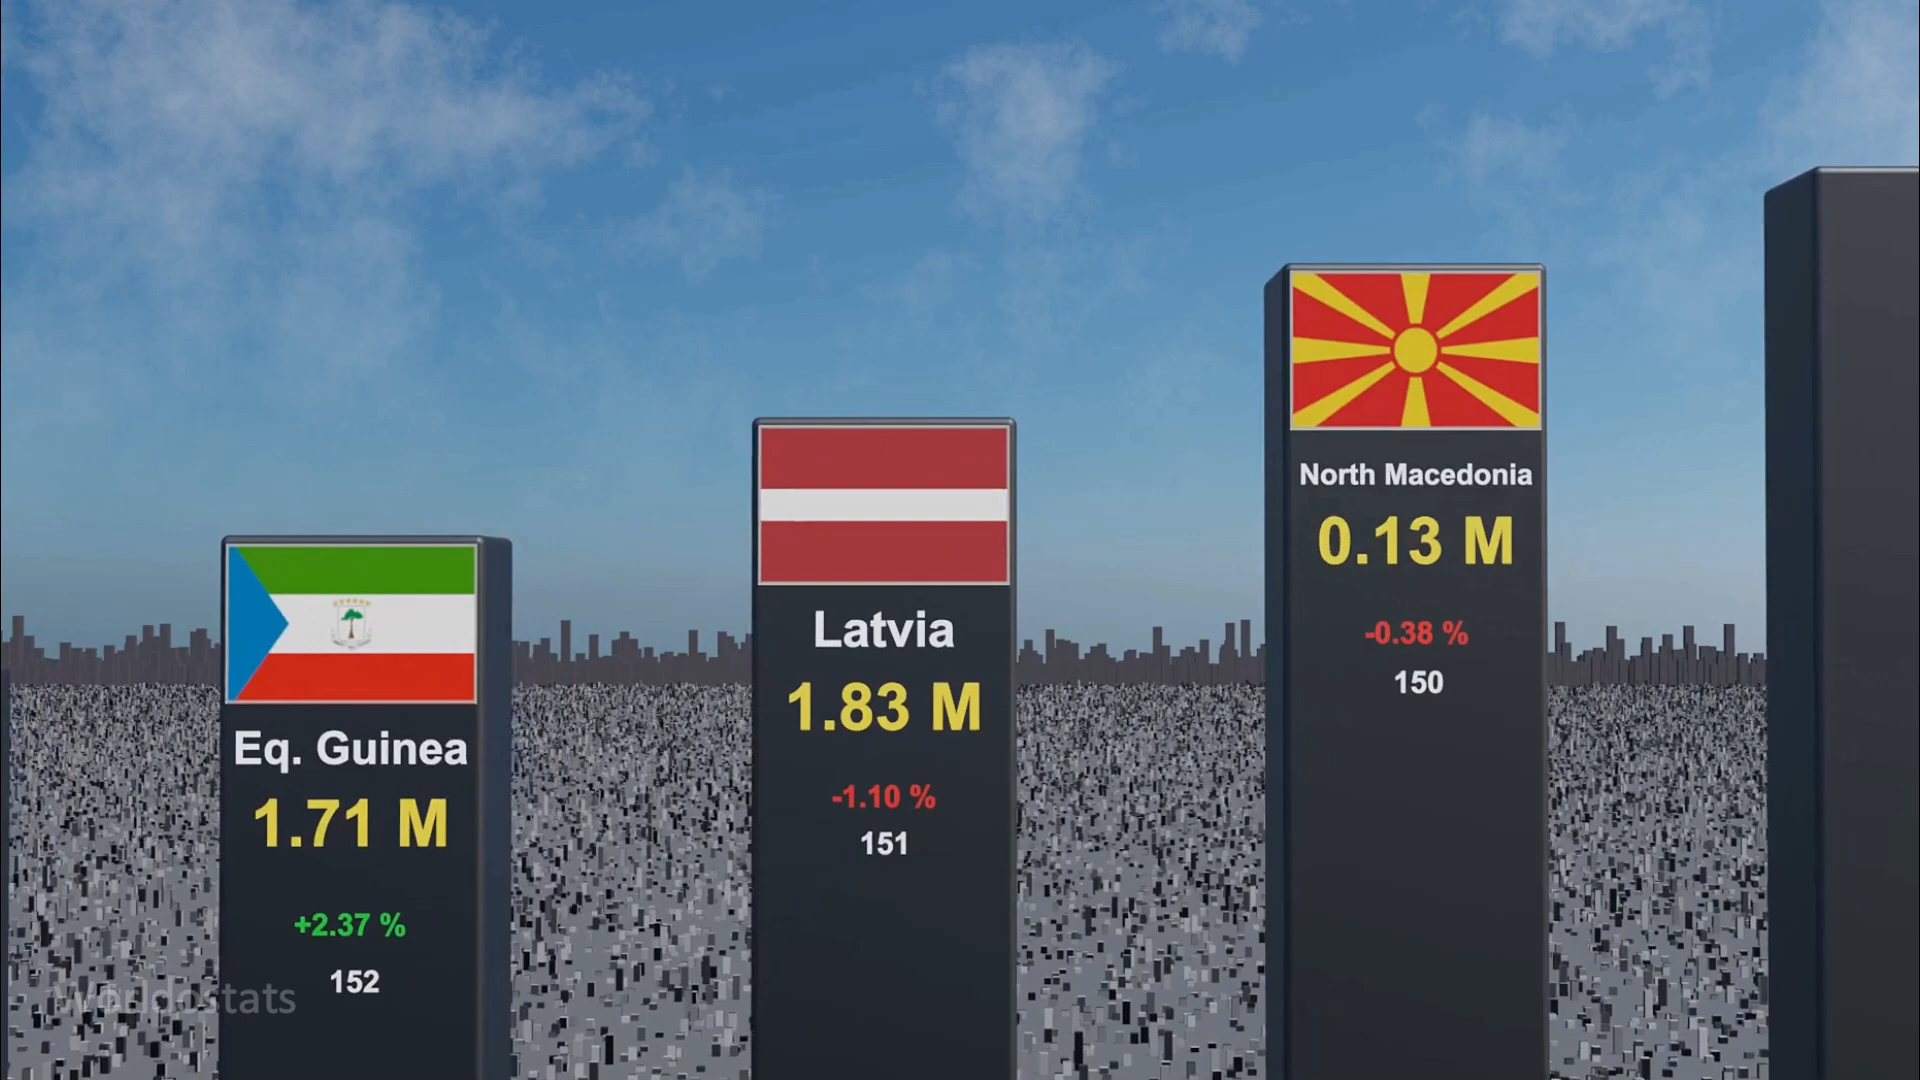 Eq. Guinea
1.71 M
+2.37 %
152
Latvia
1.83 M
-1.10 %
151
North Macedonia
0.13 M
-0.38 %
150
Worldostats